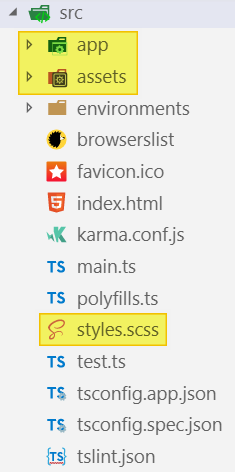 src
app
assets
environments
browserslist
favicon.ico
index.html
karma.conf.js
TS main.ts
TS polyfills.ts
styles.scss
TS test.ts
TS tsconfig.app.json
TS tsconfig.spec.json
TS tslint.json